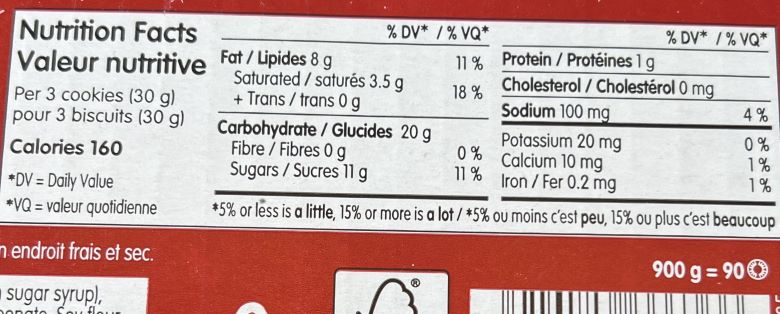 Nutrition Facts
Valeur nutritive
Per 3 cookies (30 g)
pour 3 biscuits (30 g)
Calories 160
*DV = Daily Value
*VQ = valeur quotidienne
% DV* / % VQ*
Fat / Lipides 8 g 11 %
Saturated / saturés 3.5 g
+ Trans / trans 0 g 18 %
Carbohydrate / Glucides 20 g
Fibre / Fibres 0 g 0 %
Sugars / Sucres 11 g 11 %
% DV* / % VQ*
Protein / Protéines 1 g
Cholesterol / Cholestérol 0 mg
Sodium 100 mg 4 %
Potassium 20 mg 0 %
Calcium 10 mg 1 %
Iron / Fer 0.2 mg 1 %
*5% or less is a little, 15% or more is a lot / *5% ou moins c'est peu, 15% ou plus c'est beaucoup
endroit frais et sec.
900 g = 90
sugar syrup),
®